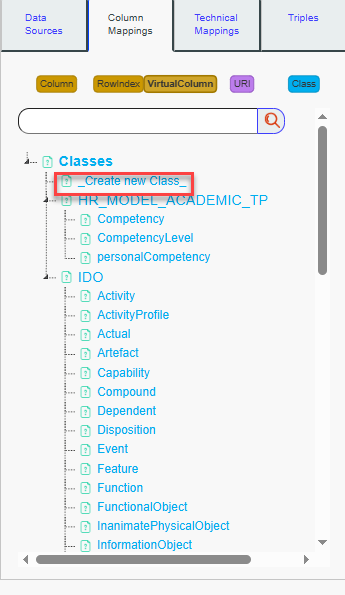 Data Sources
Column Mappings
Technical Mappings
Triples
Column
RowIndex
VirtualColumn
URI
Class
Classes
_Create new Class_
HR_MODEL_ACADEMIC_TP
Competency
CompetencyLevel
personalCompetency
IDO
Activity
ActivityProfile
Actual
Artefact
Capability
Compound
Dependent
Disposition
Event
Feature
Function
FunctionalObject
InanimatePhysicalObject
InformationObject